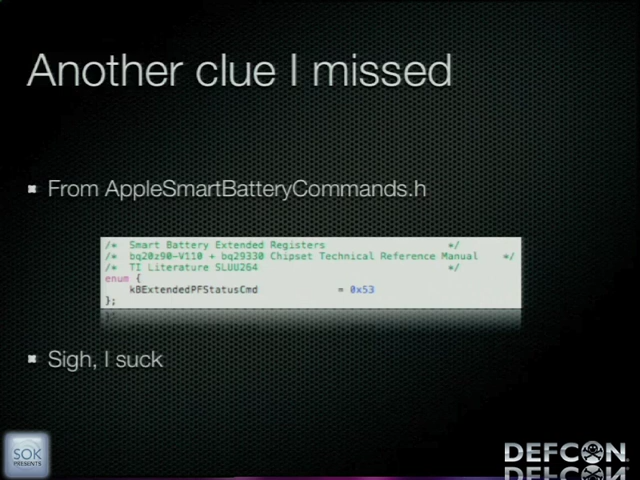 Another clue I missed
From AppleSmartBatteryCommands.h
/* Smart Battery Extended Registers */
/* bq20z90-V110 + bq29330 Chipset Technical Reference Manual */
/* TI Literature SLUU264 */
enum {
kBExtendedPFStatusCmd = 0x53
};
Sigh, I suck
SOK
PRESENTS
DEFCON